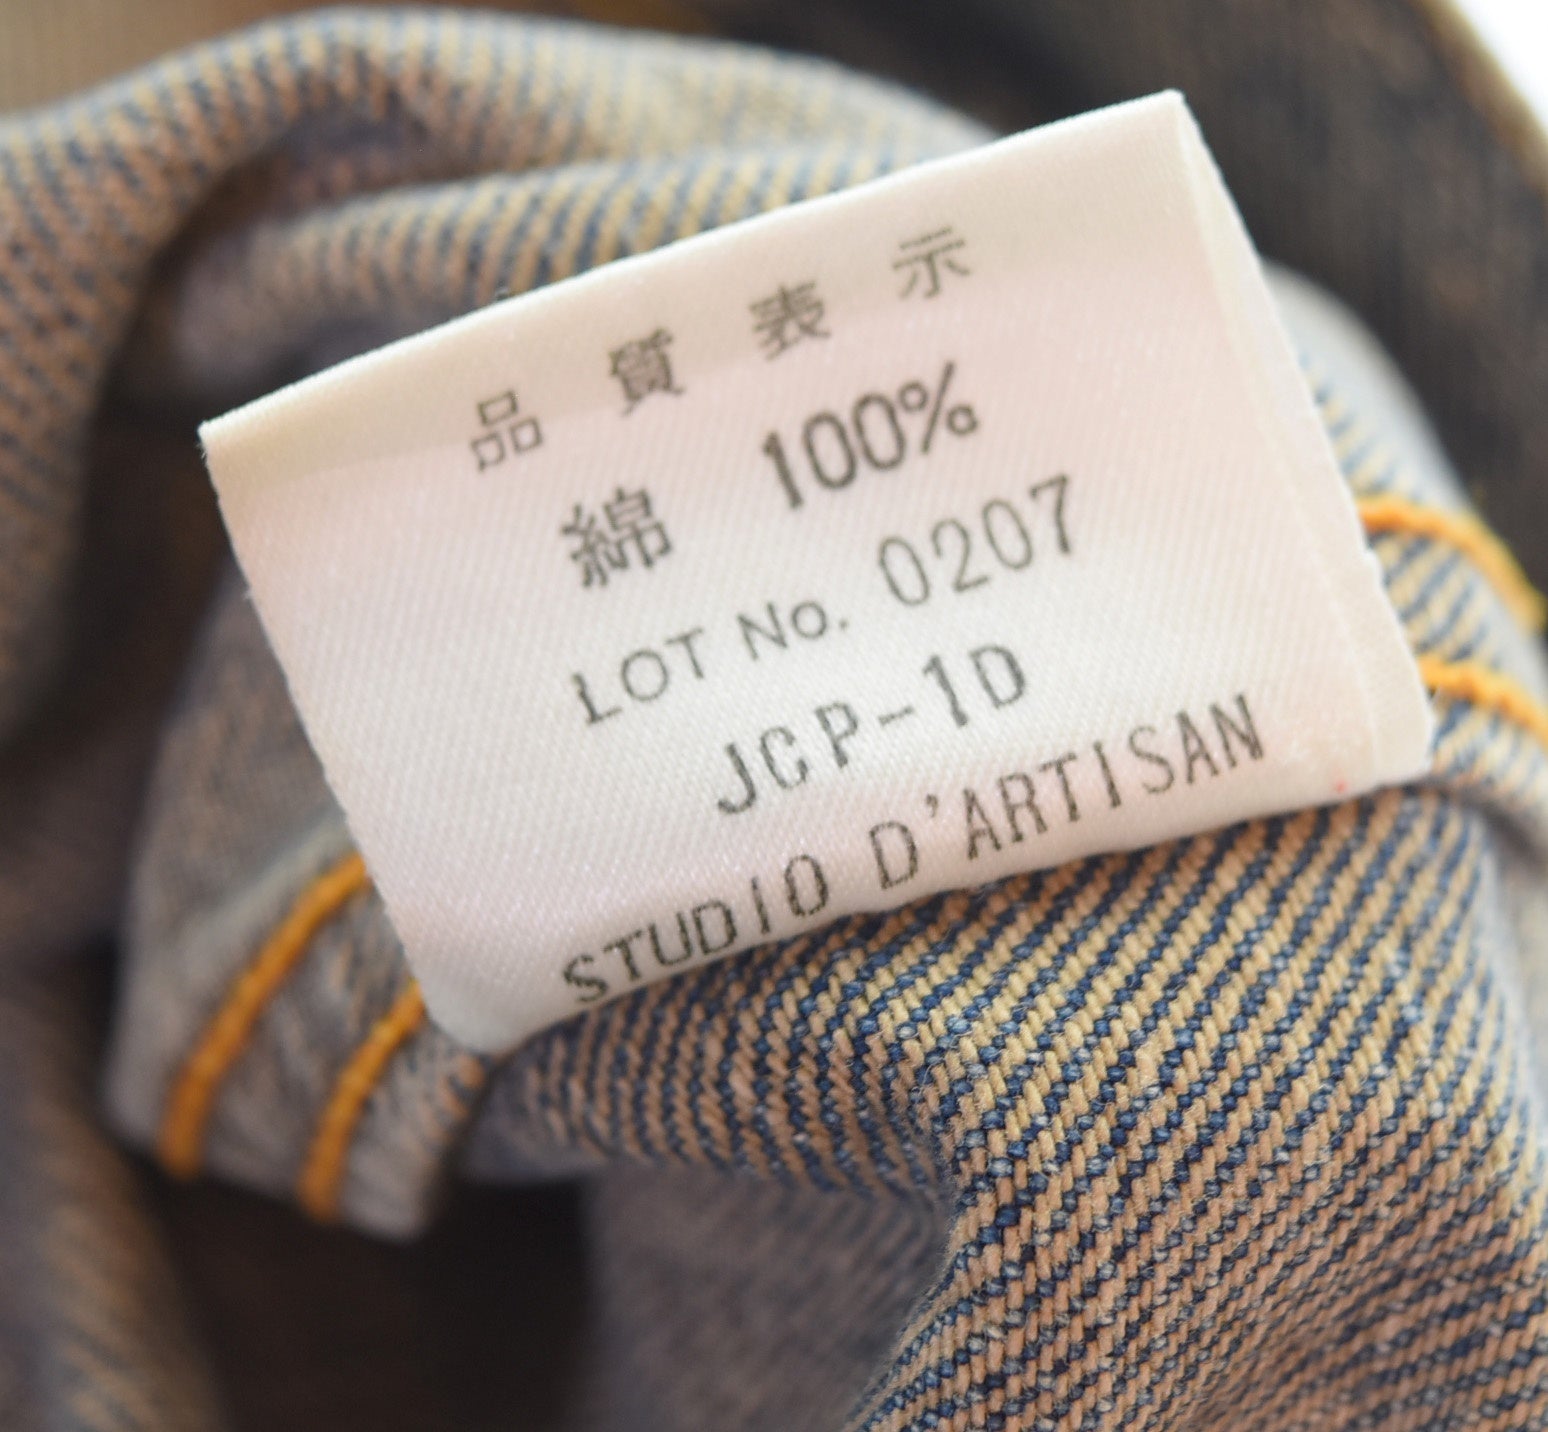 品質表示
綿 100%
LOT No. 0207
JCP-1D
STUDIO D'ARTISAN